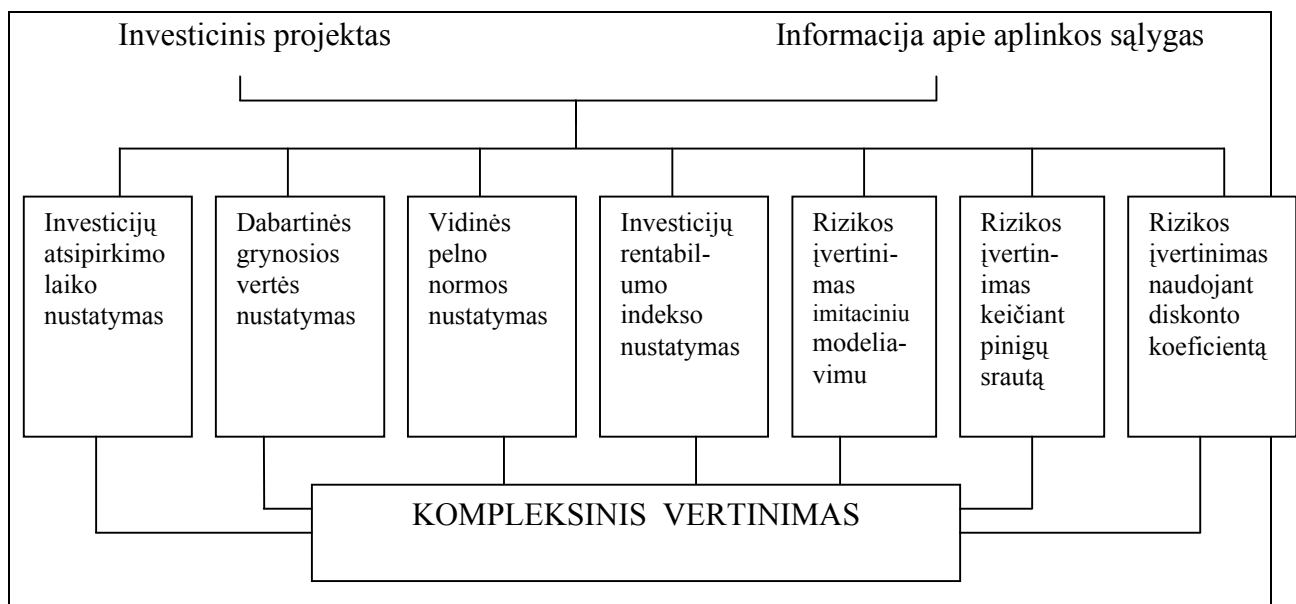 Investicinis projektas
Informacija apie aplinkos sąlygas
Investicijų
atsipirkimo
laiko
nustatymas
Dabartinės
grynosios
vertės
nustatymas
Vidinės
pelno
normos
nustatymas
Investicijų
rentabil-
umo
indekso
nustatymas
Rizikos
įvertini-
mas
imitaciniu
modelia-
vimu
Rizikos
įvertin-
imas
keičiant
pinigų
srautą
Rizikos
įvertinimas
naudojant
diskonto
koeficientą
KOMPLEKSINIS VERTINIMAS